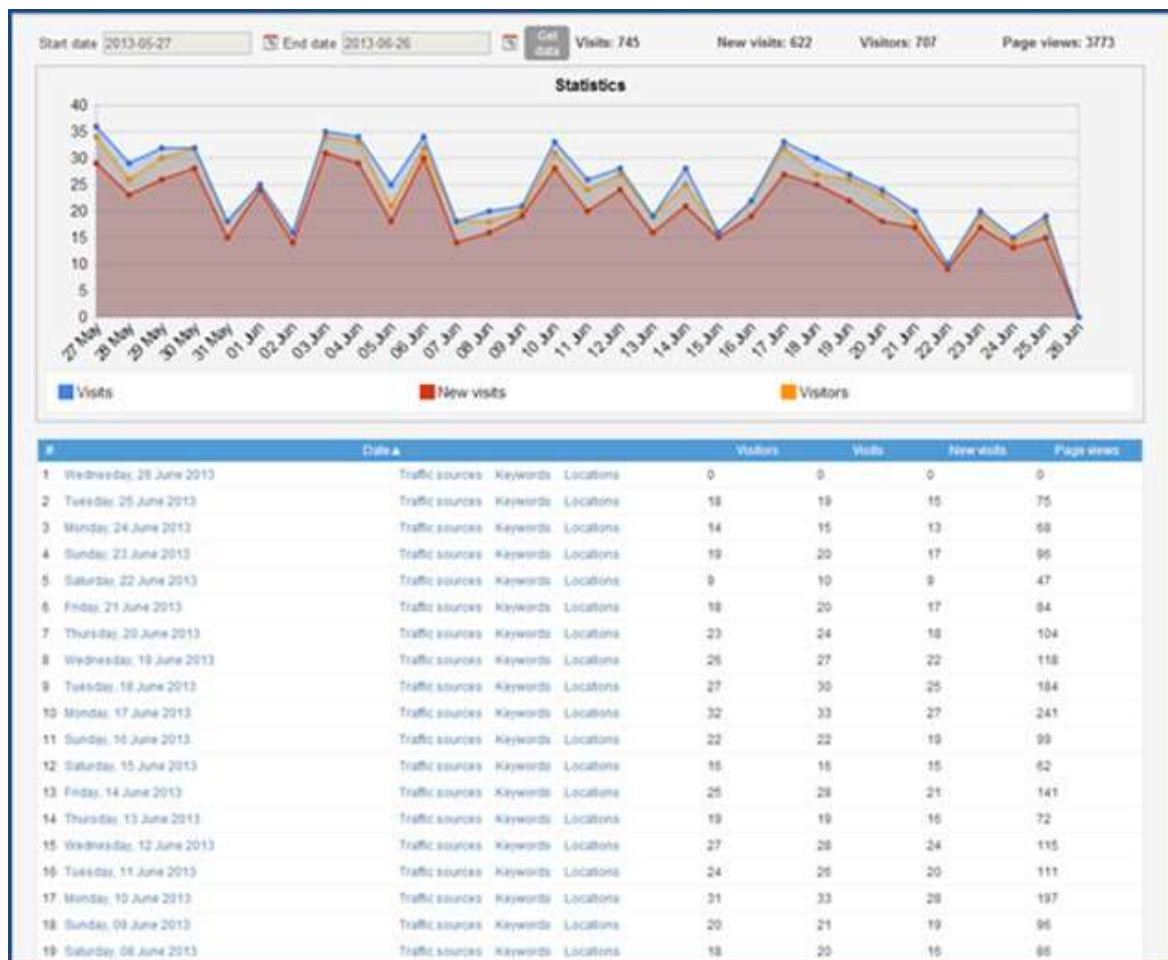 Start date 2013-05-27 End date 2013-06-26 Get data Visits: 745 New visits: 622 Visitors: 707 Page views: 3773
Statistics
40
35
30
25
20
15
10
5
0
27 May 28 May 29 May 30 May 31 May 01 Jun 02 Jun 03 Jun 04 Jun 05 Jun 06 Jun 07 Jun 08 Jun 09 Jun 10 Jun 11 Jun 12 Jun 13 Jun 14 Jun 15 Jun 16 Jun 17 Jun 18 Jun 19 Jun 20 Jun 21 Jun 22 Jun 23 Jun 24 Jun 25 Jun 26 Jun
Visits New visits Visitors
# Date▲ Visitors Visits New visits Page views
1 Wednesday, 26 June 2013 Traffic sources Keywords Locations 0 0 0 0
2 Tuesday, 25 June 2013 Traffic sources Keywords Locations 18 19 15 75
3 Monday, 24 June 2013 Traffic sources Keywords Locations 14 15 13 68
4 Sunday, 23 June 2013 Traffic sources Keywords Locations 19 20 17 96
5 Saturday, 22 June 2013 Traffic sources Keywords Locations 9 10 9 47
6 Friday, 21 June 2013 Traffic sources Keywords Locations 18 20 17 84
7 Thursday, 20 June 2013 Traffic sources Keywords Locations 23 24 18 104
8 Wednesday, 19 June 2013 Traffic sources Keywords Locations 26 27 22 118
9 Tuesday, 18 June 2013 Traffic sources Keywords Locations 27 30 25 184
10 Monday, 17 June 2013 Traffic sources Keywords Locations 32 33 27 241
11 Sunday, 16 June 2013 Traffic sources Keywords Locations 22 22 19 99
12 Saturday, 15 June 2013 Traffic sources Keywords Locations 16 16 15 62
13 Friday, 14 June 2013 Traffic sources Keywords Locations 25 28 21 141
14 Thursday, 13 June 2013 Traffic sources Keywords Locations 19 19 16 72
15 Wednesday, 12 June 2013 Traffic sources Keywords Locations 27 28 24 115
16 Tuesday, 11 June 2013 Traffic sources Keywords Locations 24 26 20 111
17 Monday, 10 June 2013 Traffic sources Keywords Locations 31 33 28 197
18 Sunday, 09 June 2013 Traffic sources Keywords Locations 20 21 19 96
19 Saturday, 08 June 2013 Traffic sources Keywords Locations 18 20 16 86